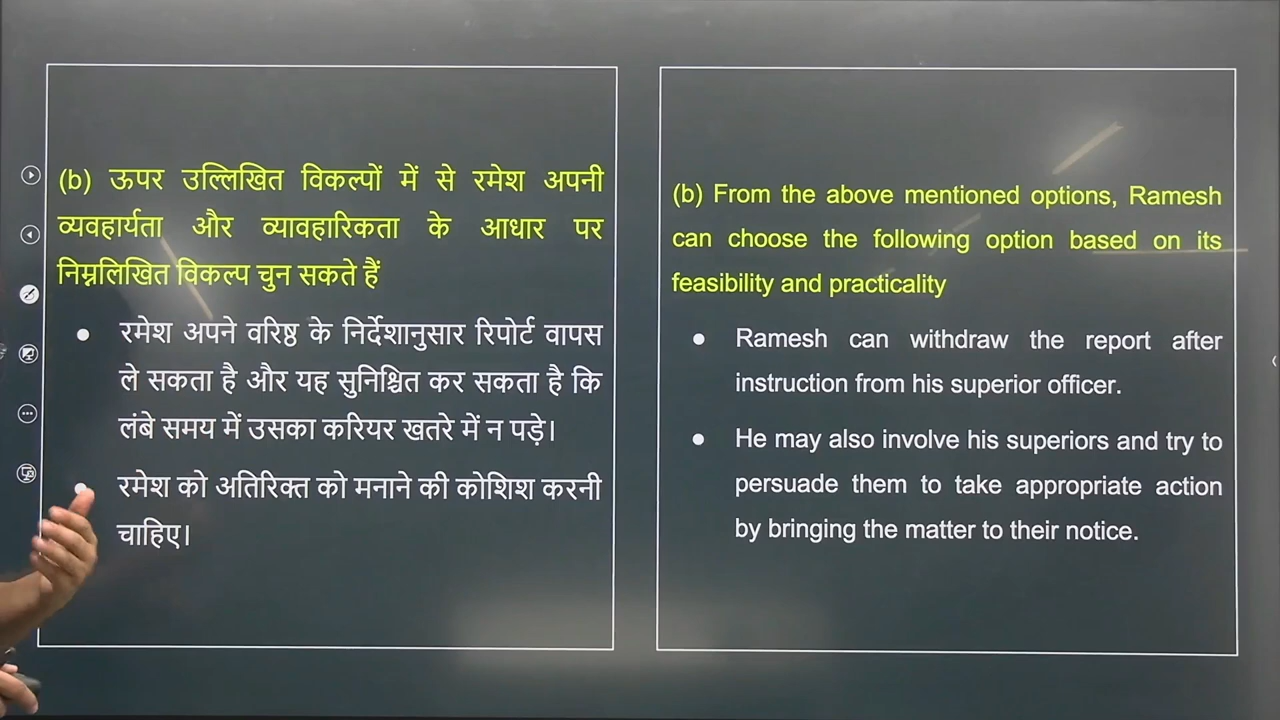 (b) ऊपर उल्लिखित विकल्पों में से रमेश अपनी
व्यवहार्यता और व्यावहारिकता के आधार पर
निम्नलिखित विकल्प चुन सकते हैं
● रमेश अपने वरिष्ठ के निर्देशानुसार रिपोर्ट वापस
ले सकता है और यह सुनिश्चित कर सकता है कि
लंबे समय में उसका करियर खतरे में न पड़े।
● रमेश को अतिरिक्त को मनाने की कोशिश करनी
चाहिए।
(b) From the above mentioned options, Ramesh
can choose the following option based on its
feasibility and practicality
● Ramesh can withdraw the report after
instruction from his superior officer.
● He may also involve his superiors and try to
persuade them to take appropriate action
by bringing the matter to their notice.